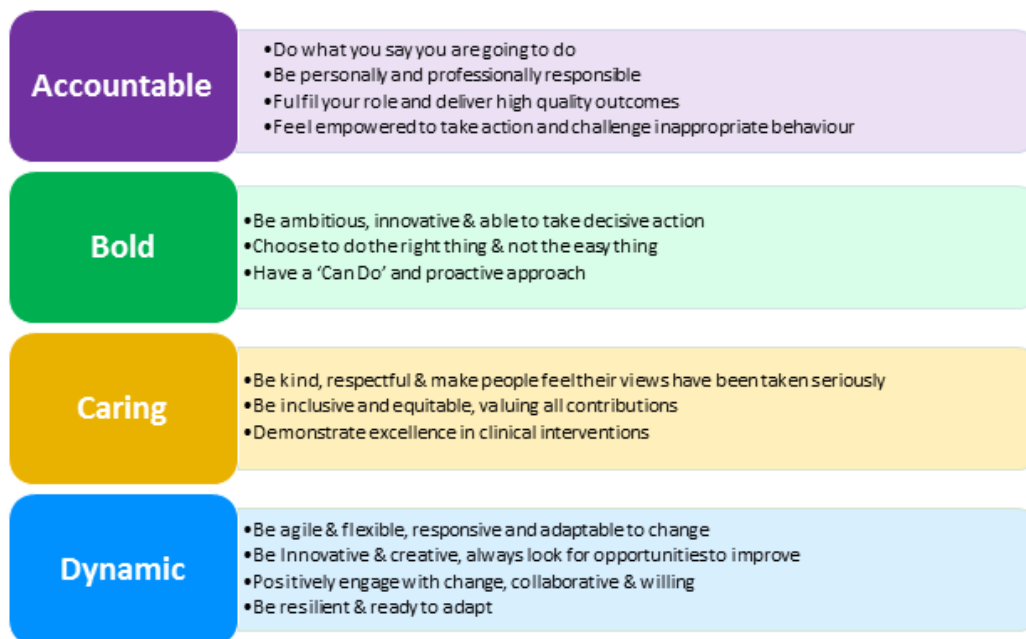 Accountable
•Do what you say you are going to do
•Be personally and professionally responsible
•Fulfil your role and deliver high quality outcomes
•Feel empowered to take action and challenge inappropriate behaviour
Bold
•Be ambitious, innovative & able to take decisive action
•Choose to do the right thing & not the easy thing
•Have a ‘Can Do’ and proactive approach
Caring
•Be kind, respectful & make people feel their views have been taken seriously
•Be inclusive and equitable, valuing all contributions
•Demonstrate excellence in clinical interventions
Dynamic
•Be agile & flexible, responsive and adaptable to change
•Be Innovative & creative, always look for opportunities to improve
•Positively engage with change, collaborative & willing
•Be resilient & ready to adapt